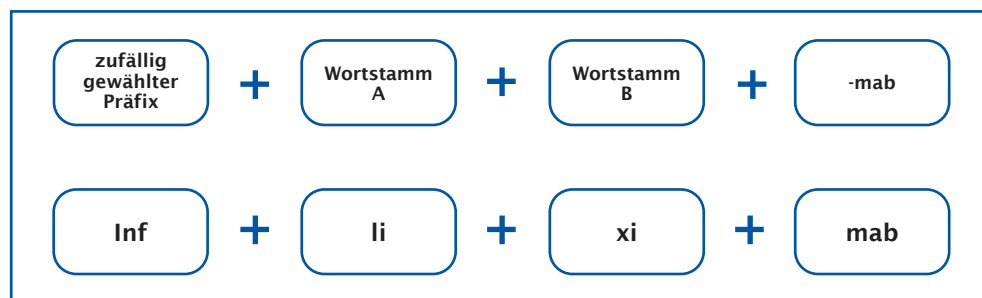 zufällig
gewählter
Präfix
+
Wortstamm
A
+
Wortstamm
B
+
-mab
Inf
+
li
+
xi
+
mab